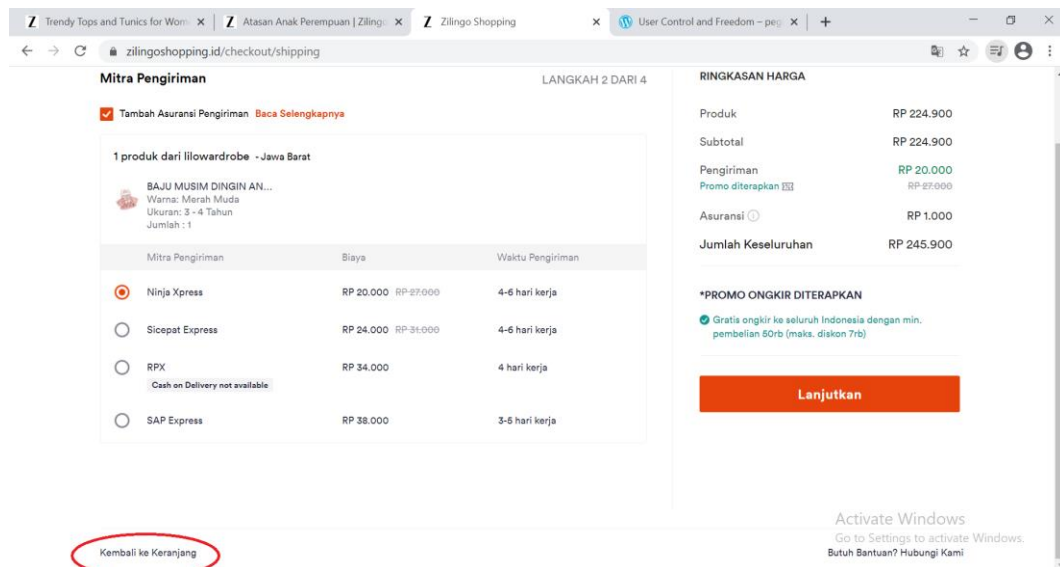 Trendy Tops and Tunics for Wom
Atasan Anak Perempuan | Zilingo
Zilingo Shopping
User Control and Freedom – peg
zilingoshopping.id/checkout/shipping
Mitra Pengiriman
LANGKAH 2 DARI 4
Tambah Asuransi Pengiriman Baca Selengkapnya
1 produk dari lilowardrobe - Jawa Barat
BAJU MUSIM DINGIN AN...
Warna: Merah Muda
Ukuran: 3 - 4 Tahun
Jumlah : 1
Mitra Pengiriman Biaya Waktu Pengiriman
Ninja Xpress RP 20.000 RP 27.000 4-6 hari kerja
Sicepat Express RP 24.000 RP 31.000 4-6 hari kerja
RPX RP 34.000 4 hari kerja
Cash on Delivery not available
SAP Express RP 38.000 3-5 hari kerja
RINGKASAN HARGA
Produk RP 224.900
Subtotal RP 224.900
Pengiriman RP 20.000
Promo diterapkan RP 27.000
Asuransi RP 1.000
Jumlah Keseluruhan RP 245.900
*PROMO ONGKIR DITERAPKAN
Gratis ongkir ke seluruh Indonesia dengan min.
pembelian 50rb (maks. diskon 7rb)
Lanjutkan
Activate Windows
Go to Settings to activate Windows.
Kembali ke Keranjang
Butuh Bantuan? Hubungi Kami